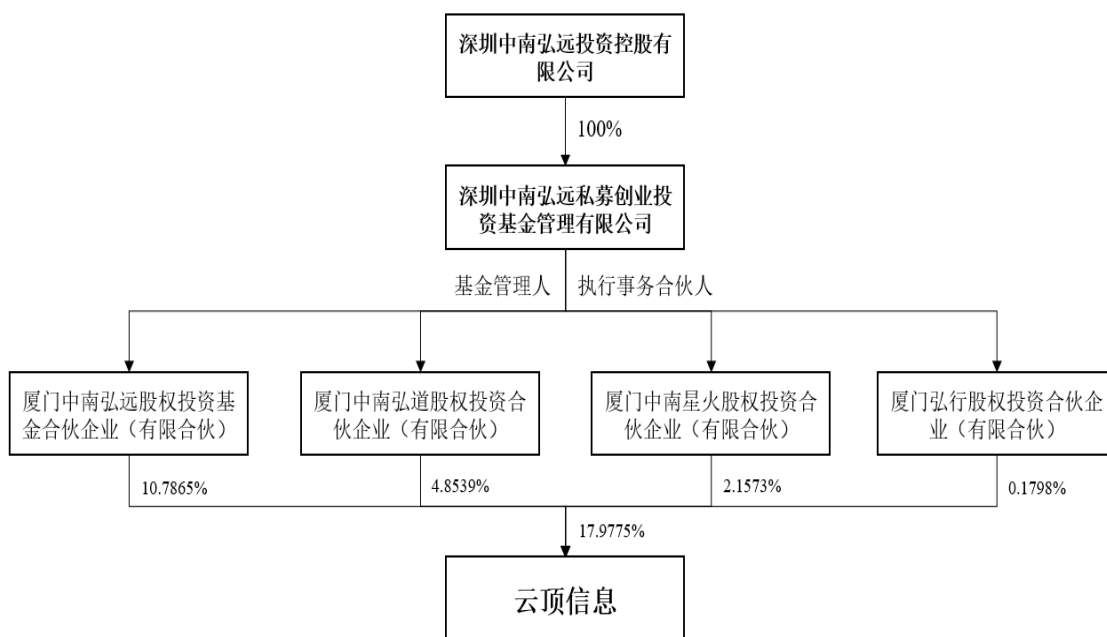 深圳中南弘远投资控股有
限公司
100%
深圳中南弘远私募创业投
资基金管理有限公司
基金管理人
执行事务合伙人
厦门中南弘远股权投资基
金合伙企业（有限合伙）
厦门中南弘道股权投资合
伙企业（有限合伙）
厦门中南星火股权投资合
伙企业（有限合伙）
厦门弘行股权投资合伙企
业（有限合伙）
10.7865%
4.8539%
2.1573%
0.1798%
17.9775%
云顶信息